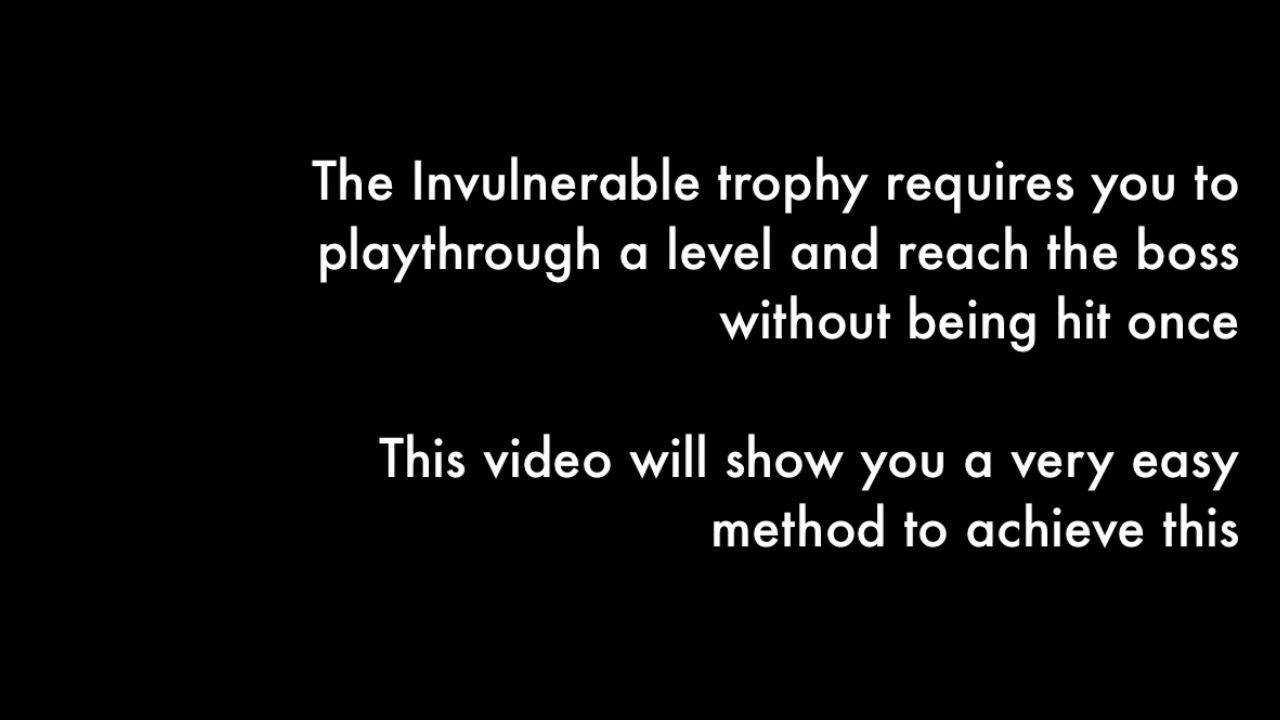 The Invulnerable trophy requires you to
playthrough a level and reach the boss
without being hit once
This video will show you a very easy
method to achieve this